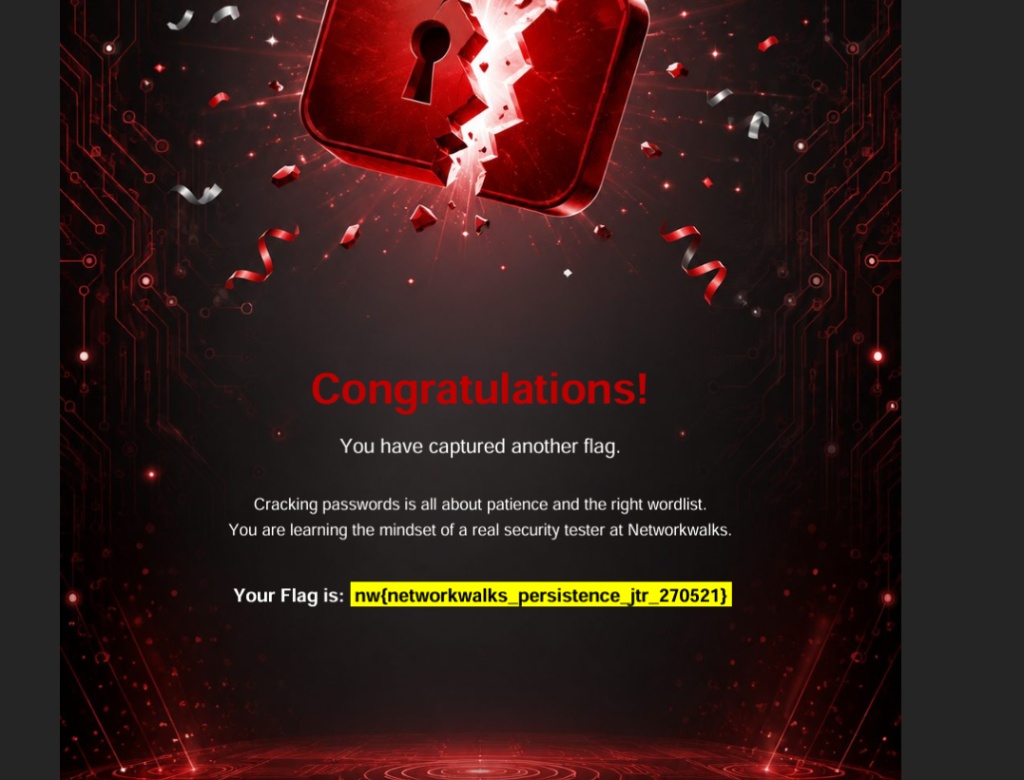 Congratulations!
You have captured another flag.
Cracking passwords is all about patience and the right wordlist.
You are learning the mindset of a real security tester at Networkwalks.
Your Flag is: nw{networkwalks_persistence_jtr_270521}